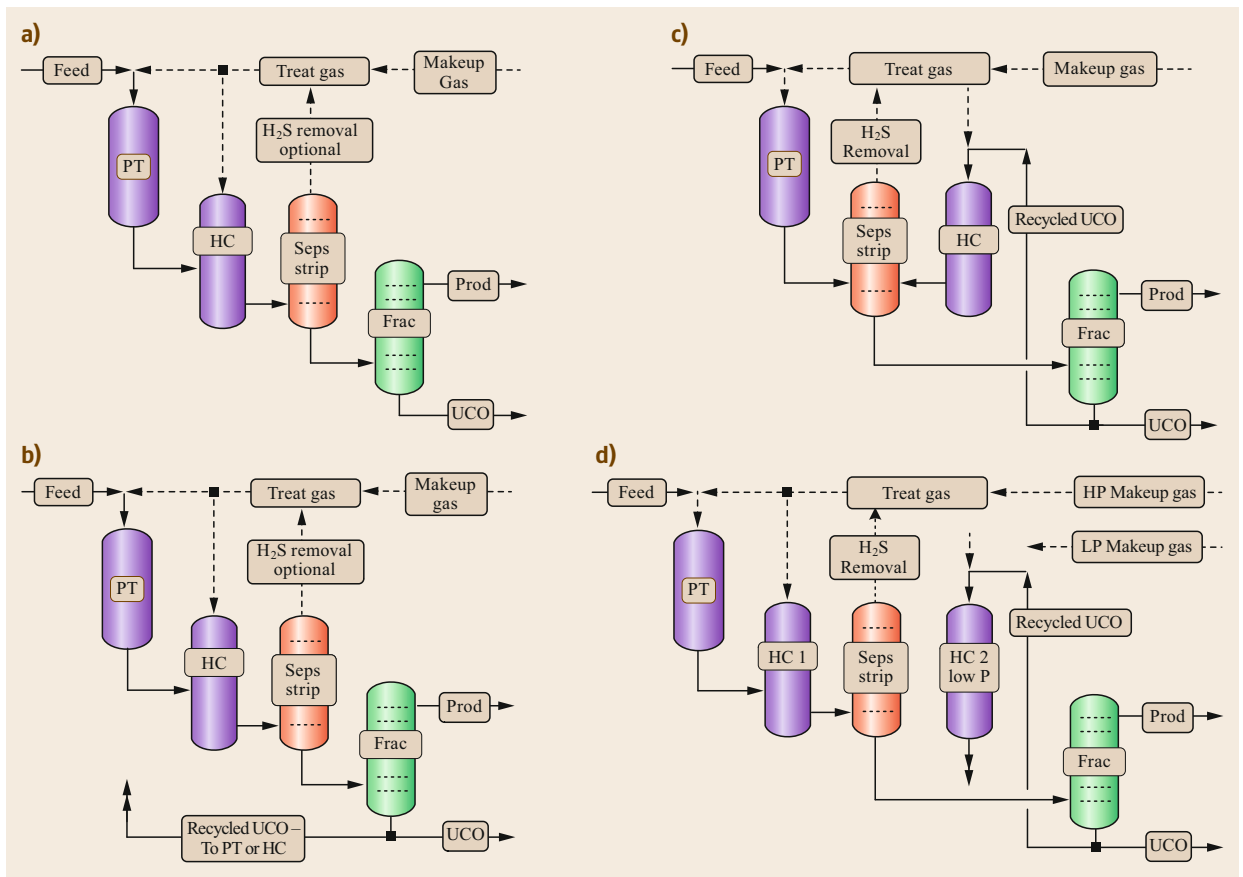 a)
Feed
Treat gas
Makeup
Gas
H₂S removal
optional
PT
HC
Seps
strip
Prod
Frac
UCO
c)
Feed
Treat gas
Makeup gas
H₂S
Removal
PT
Seps
strip
HC
Recycled UCO
Prod
Frac
UCO
b)
Feed
Treat gas
Makeup
gas
H₂S removal
optional
PT
HC
Seps
strip
Prod
Frac
Recycled UCO –
To PT or HC
UCO
d)
Feed
Treat gas
HP Makeup gas
LP Makeup gas
H₂S
Removal
PT
HC 1
Seps
strip
HC 2
low P
Recycled UCO
Prod
Frac
UCO